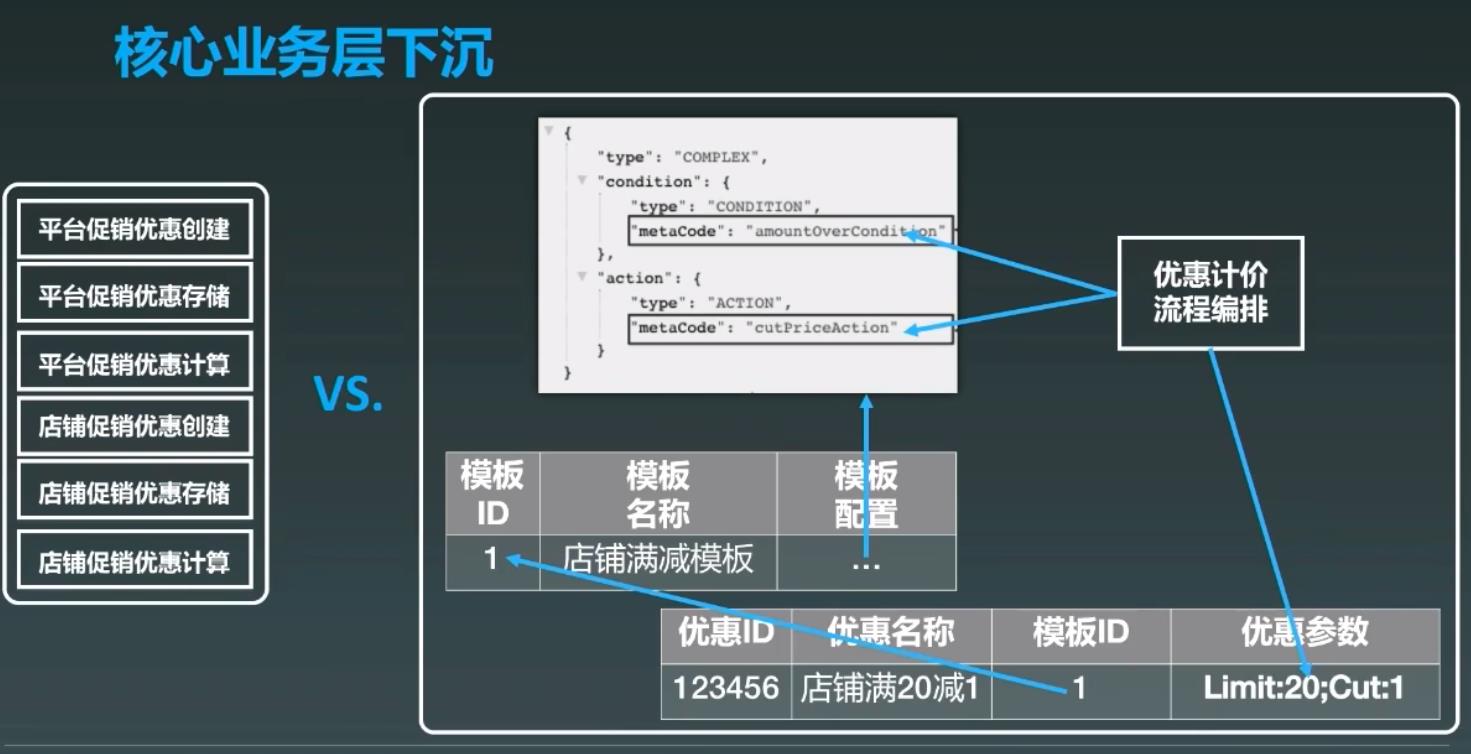 核心业务层下沉
平台促销优惠创建
平台促销优惠存储
平台促销优惠计算
店铺促销优惠创建
店铺促销优惠存储
店铺促销优惠计算
VS.
{
"type": "COMPLEX",
"condition": {
"type": "CONDITION",
"metaCode": "amountOverCondition"
},
"action": {
"type": "ACTION",
"metaCode": "cutPriceAction"
}
}
优惠计价
流程编排
模板 模板 模板
ID 名称 配置
1 店铺满减模板 ...
优惠ID 优惠名称 模板ID 优惠参数
123456 店铺满20减1 1 Limit:20;Cut:1